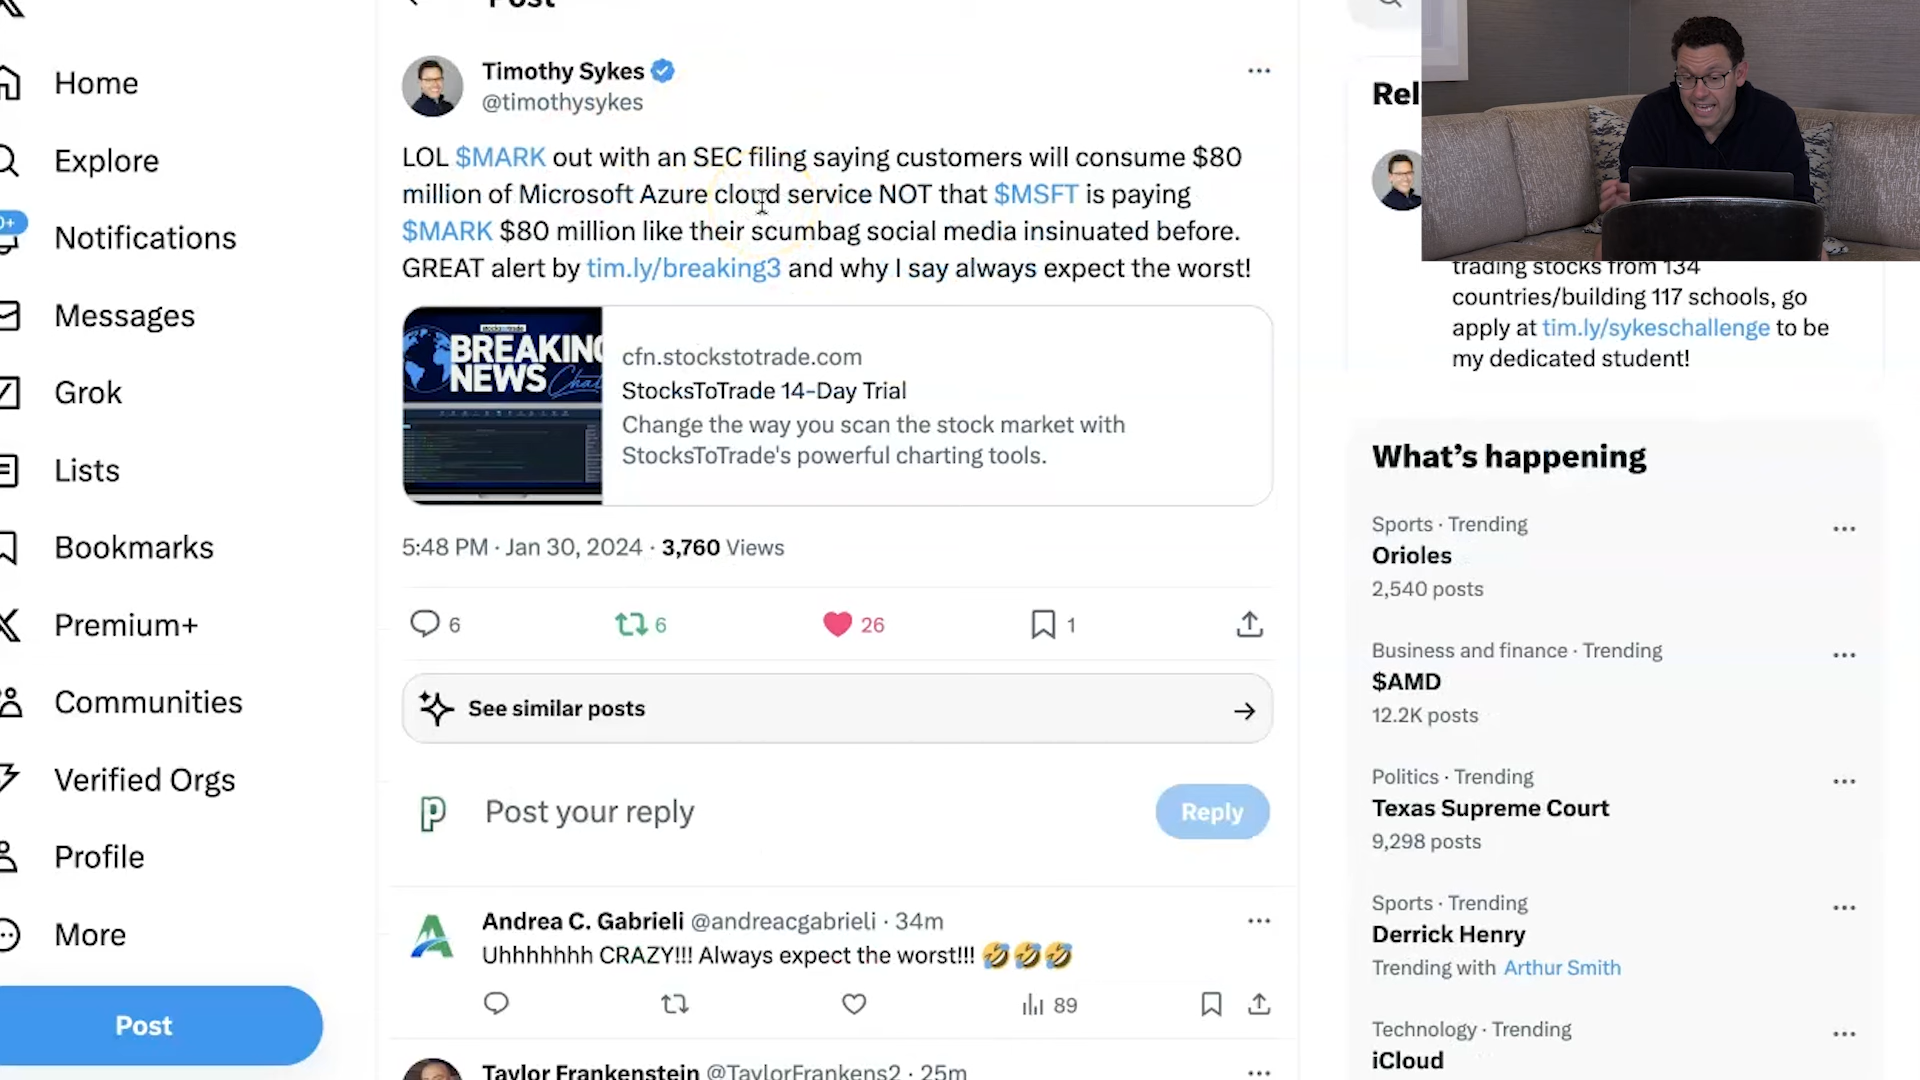 Post
Home
Explore
Notifications
Messages
Grok
Lists
Bookmarks
Premium+
Communities
Verified Orgs
Profile
More
Post
Timothy Sykes
@timothysykes
LOL $MARK out with an SEC filing saying customers will consume $80
million of Microsoft Azure cloud service NOT that $MSFT is paying
$MARK $80 million like their scumbag social media insinuated before.
GREAT alert by tim.ly/breaking3 and why I say always expect the worst!
stockstotrade
BREAKING
NEWS
Chat
cfn.stockstotrade.com
StocksToTrade 14-Day Trial
Change the way you scan the stock market with
StocksToTrade's powerful charting tools.
5:48 PM · Jan 30, 2024 · 3,760 Views
6
6
26
1
See similar posts
Post your reply
Reply
Andrea C. Gabrieli @andreacgabrieli · 34m
Uhhhhhhh CRAZY!!! Always expect the worst!!! 🤣🤣🤣
89
Taylor Frankenstein @TaylorFrankens2 · 25m
Rel
trading stocks from 134
countries/building 117 schools, go
apply at tim.ly/sykeschallenge to be
my dedicated student!
What's happening
Sports · Trending
Orioles
2,540 posts
Business and finance · Trending
$AMD
12.2K posts
Politics · Trending
Texas Supreme Court
9,298 posts
Sports · Trending
Derrick Henry
Trending with Arthur Smith
Technology · Trending
iCloud